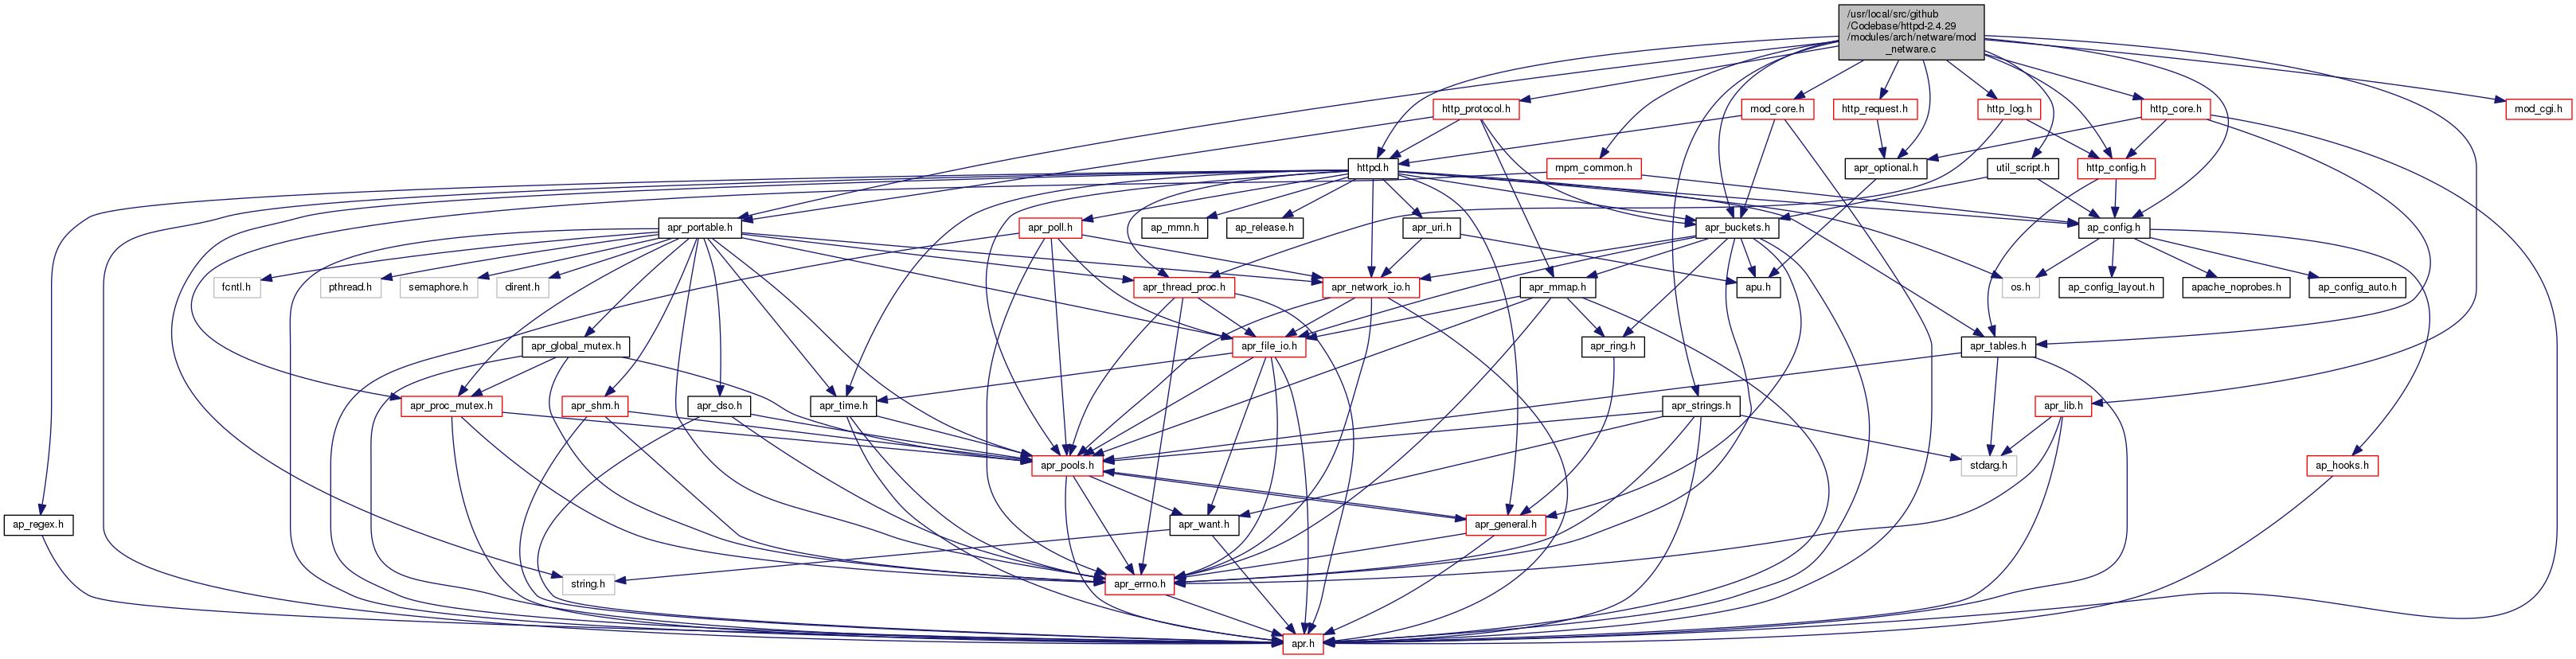 /usr/local/src/github
/Codebase/httpd-2.4.29
/modules/arch/netware/mod
_netware.c
http_protocol.h
mod_core.h
http_request.h
http_log.h
http_core.h
mod_cgi.h
httpd.h
mpm_common.h
apr_optional.h
util_script.h
http_config.h
apr_portable.h
apr_poll.h
ap_mmn.h
ap_release.h
apr_uri.h
apr_buckets.h
ap_config.h
fcntl.h
pthread.h
semaphore.h
dirent.h
apr_thread_proc.h
apr_network_io.h
apr_mmap.h
apu.h
os.h
ap_config_layout.h
apache_noprobes.h
ap_config_auto.h
apr_global_mutex.h
apr_file_io.h
apr_ring.h
apr_tables.h
apr_proc_mutex.h
apr_shm.h
apr_dso.h
apr_time.h
apr_strings.h
apr_lib.h
apr_pools.h
stdarg.h
ap_hooks.h
ap_regex.h
apr_want.h
apr_general.h
string.h
apr_errno.h
apr.h